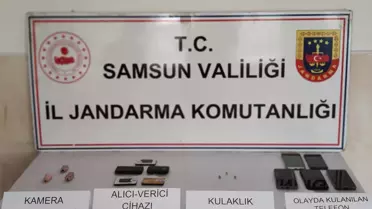 T.C.
SAMSUN VALİLİĞİ
İL JANDARMA KOMUTANLIĞI
KAMERA
ALICI-VERİCİ
CİHAZI
KULAKLIK
OLAYDA KULANILAN
TELEFON